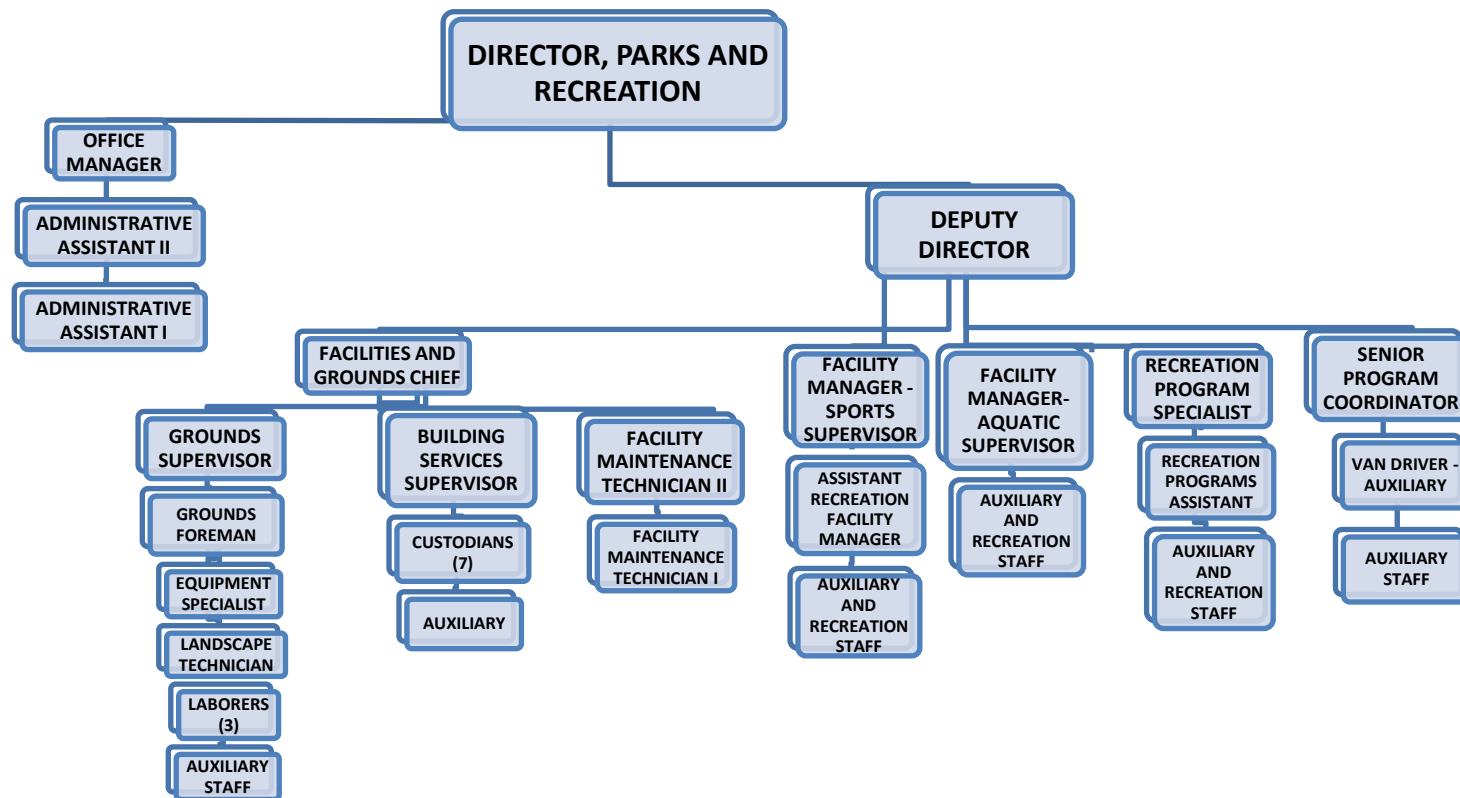 DIRECTOR, PARKS AND
RECREATION
OFFICE
MANAGER
ADMINISTRATIVE
ASSISTANT II
ADMINISTRATIVE
ASSISTANT I
DEPUTY
DIRECTOR
FACILITIES AND
GROUNDS CHIEF
GROUNDS
SUPERVISOR
GROUNDS
FOREMAN
EQUIPMENT
SPECIALIST
LANDSCAPE
TECHNICIAN
LABORERS
(3)
AUXILIARY
STAFF
BUILDING
SERVICES
SUPERVISOR
CUSTODIANS
(7)
AUXILIARY
FACILITY
MAINTENANCE
TECHNICIAN II
FACILITY
MAINTENANCE
TECHNICIAN I
FACILITY
MANAGER -
SPORTS
SUPERVISOR
ASSISTANT
RECREATION
FACILITY
MANAGER
AUXILIARY
AND
RECREATION
STAFF
FACILITY
MANAGER-
AQUATIC
SUPERVISOR
AUXILIARY
AND
RECREATION
STAFF
RECREATION
PROGRAM
SPECIALIST
RECREATION
PROGRAMS
ASSISTANT
AUXILIARY
AND
RECREATION
STAFF
SENIOR
PROGRAM
COORDINATOR
VAN DRIVER -
AUXILIARY
AUXILIARY
STAFF